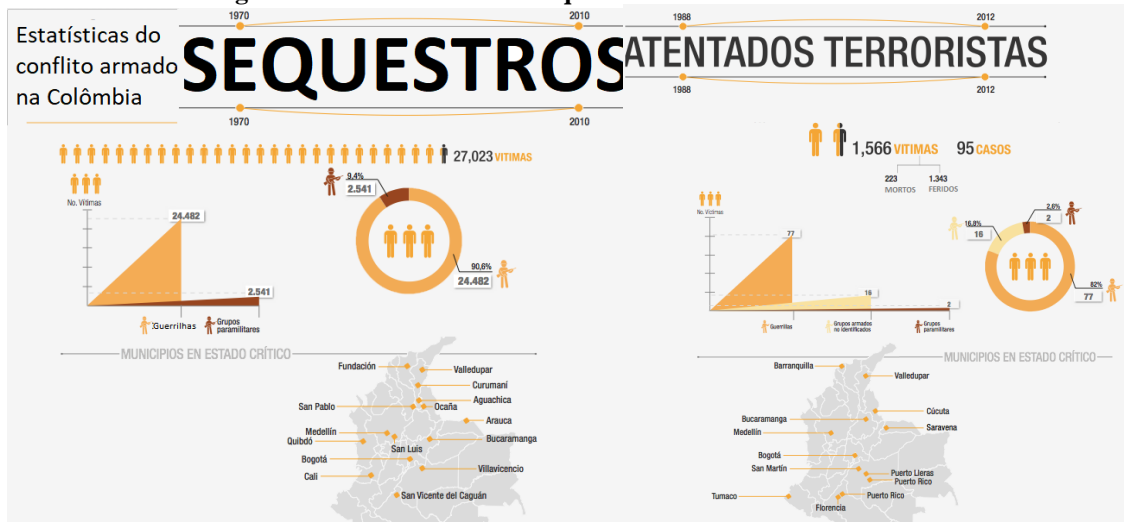 Estatísticas do
conflito armado
na Colômbia
1970 2010
SEQUESTROS
1970 2010
27,023 VITIMAS
No. Víctimas
24.482
2.541
Guerrilhas
Grupos
paramilitares
9,4%
2.541
90,6%
24.482
MUNICIPIOS EN ESTADO CRÍTICO
Fundación
Valledupar
Curumaní
Aguachica
San Pablo
Ocaña
Arauca
Medellín
Quibdó
San Luis
Bucaramanga
Bogotá
Villavicencio
Cali
San Vicente del Caguán
1988 2012
ATENTADOS TERRORISTAS
1988 2012
1,566 VITIMAS 95 CASOS
223 1.343
MORTOS FERIDOS
No. Víctimas
77
16
2
Guerrillas
Grupos armados
no identificados
Grupos
paramilitares
2,6%
2
16,8%
16
82%
77
MUNICIPIOS EN ESTADO CRÍTICO
Barranquilla
Valledupar
Cúcuta
Bucaramanga
Saravena
Medellín
Bogotá
San Martín
Puerto Lleras
Puerto Rico
Tumaco
Puerto Rico
Florencia